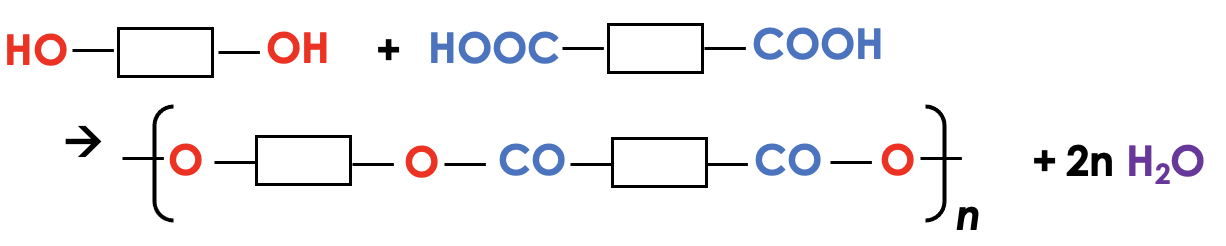 HO—□—OH + HOOC—□—COOH
→ —[O—□—O—CO—□—CO—O]—n + 2n H₂O